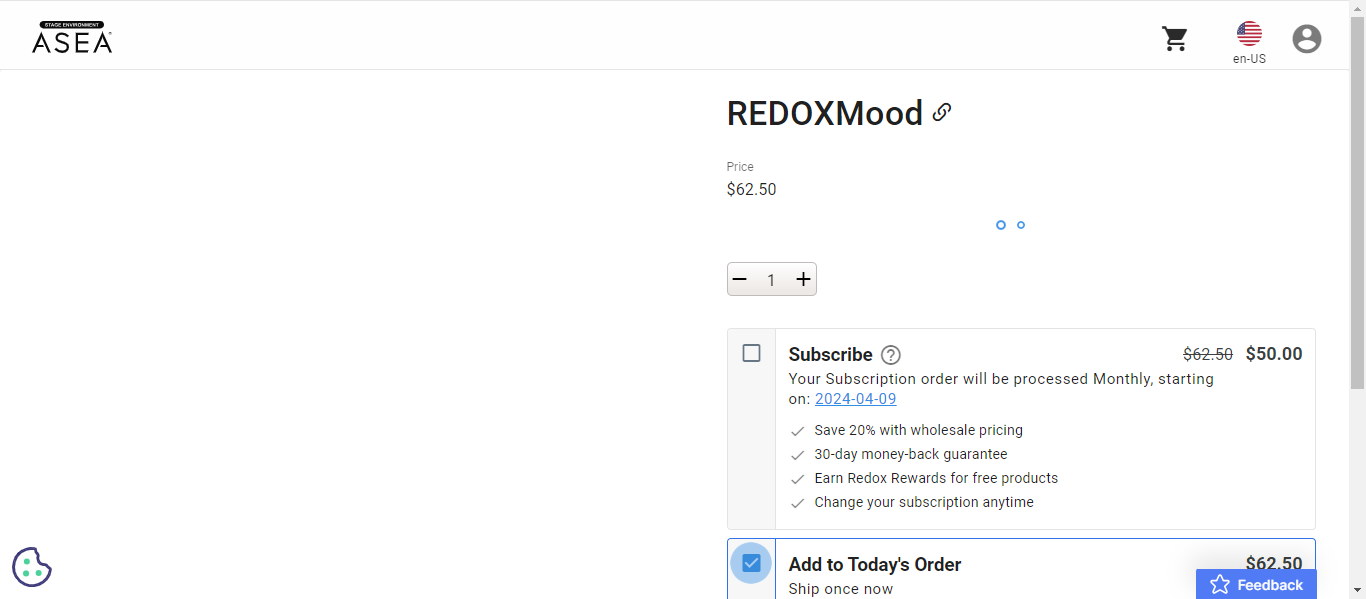 STAGE ENVIRONMENT
ASEA
en-US
REDOXMood
Price
$62.50
1
Subscribe
$62.50 $50.00
Your Subscription order will be processed Monthly, starting
on: 2024-04-09
Save 20% with wholesale pricing
30-day money-back guarantee
Earn Redox Rewards for free products
Change your subscription anytime
Add to Today's Order
$62.50
Ship once now
Feedback